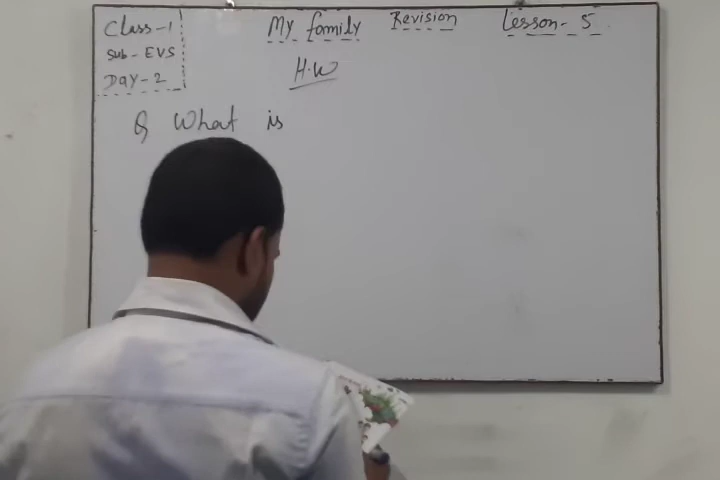 Class-1 My family Revision Lesson-5
Sub-EVS
Day-2
H.W
Q What is